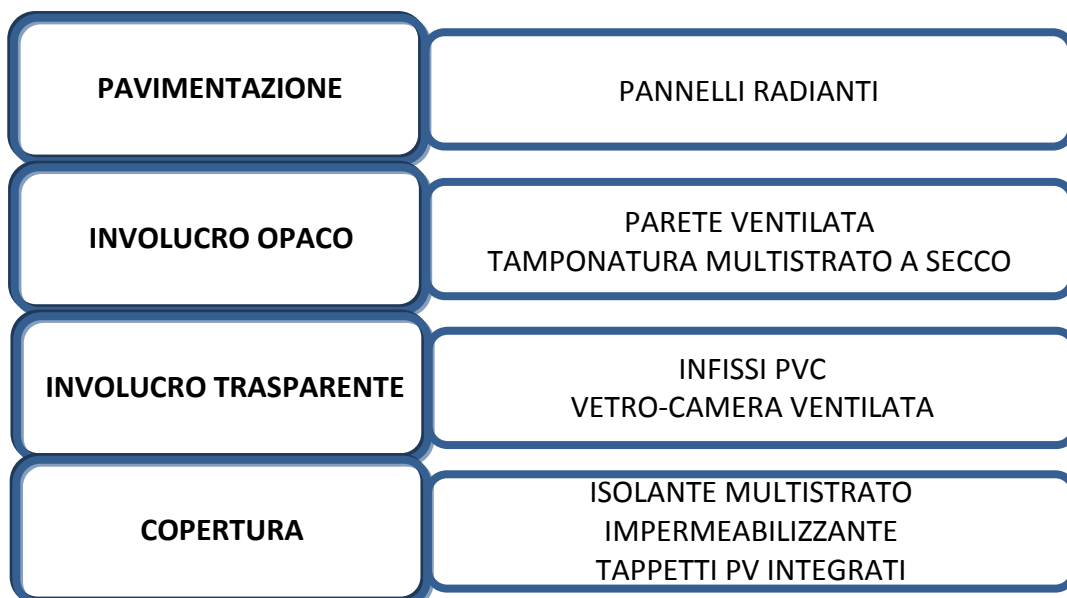 PAVIMENTAZIONE
PANNELLI RADIANTI
INVOLUCRO OPACO
PARETE VENTILATA
TAMPONATURA MULTISTRATO A SECCO
INVOLUCRO TRASPARENTE
INFISSI PVC
VETRO-CAMERA VENTILATA
COPERTURA
ISOLANTE MULTISTRATO
IMPERMEABILIZZANTE
TAPPETTI PV INTEGRATI